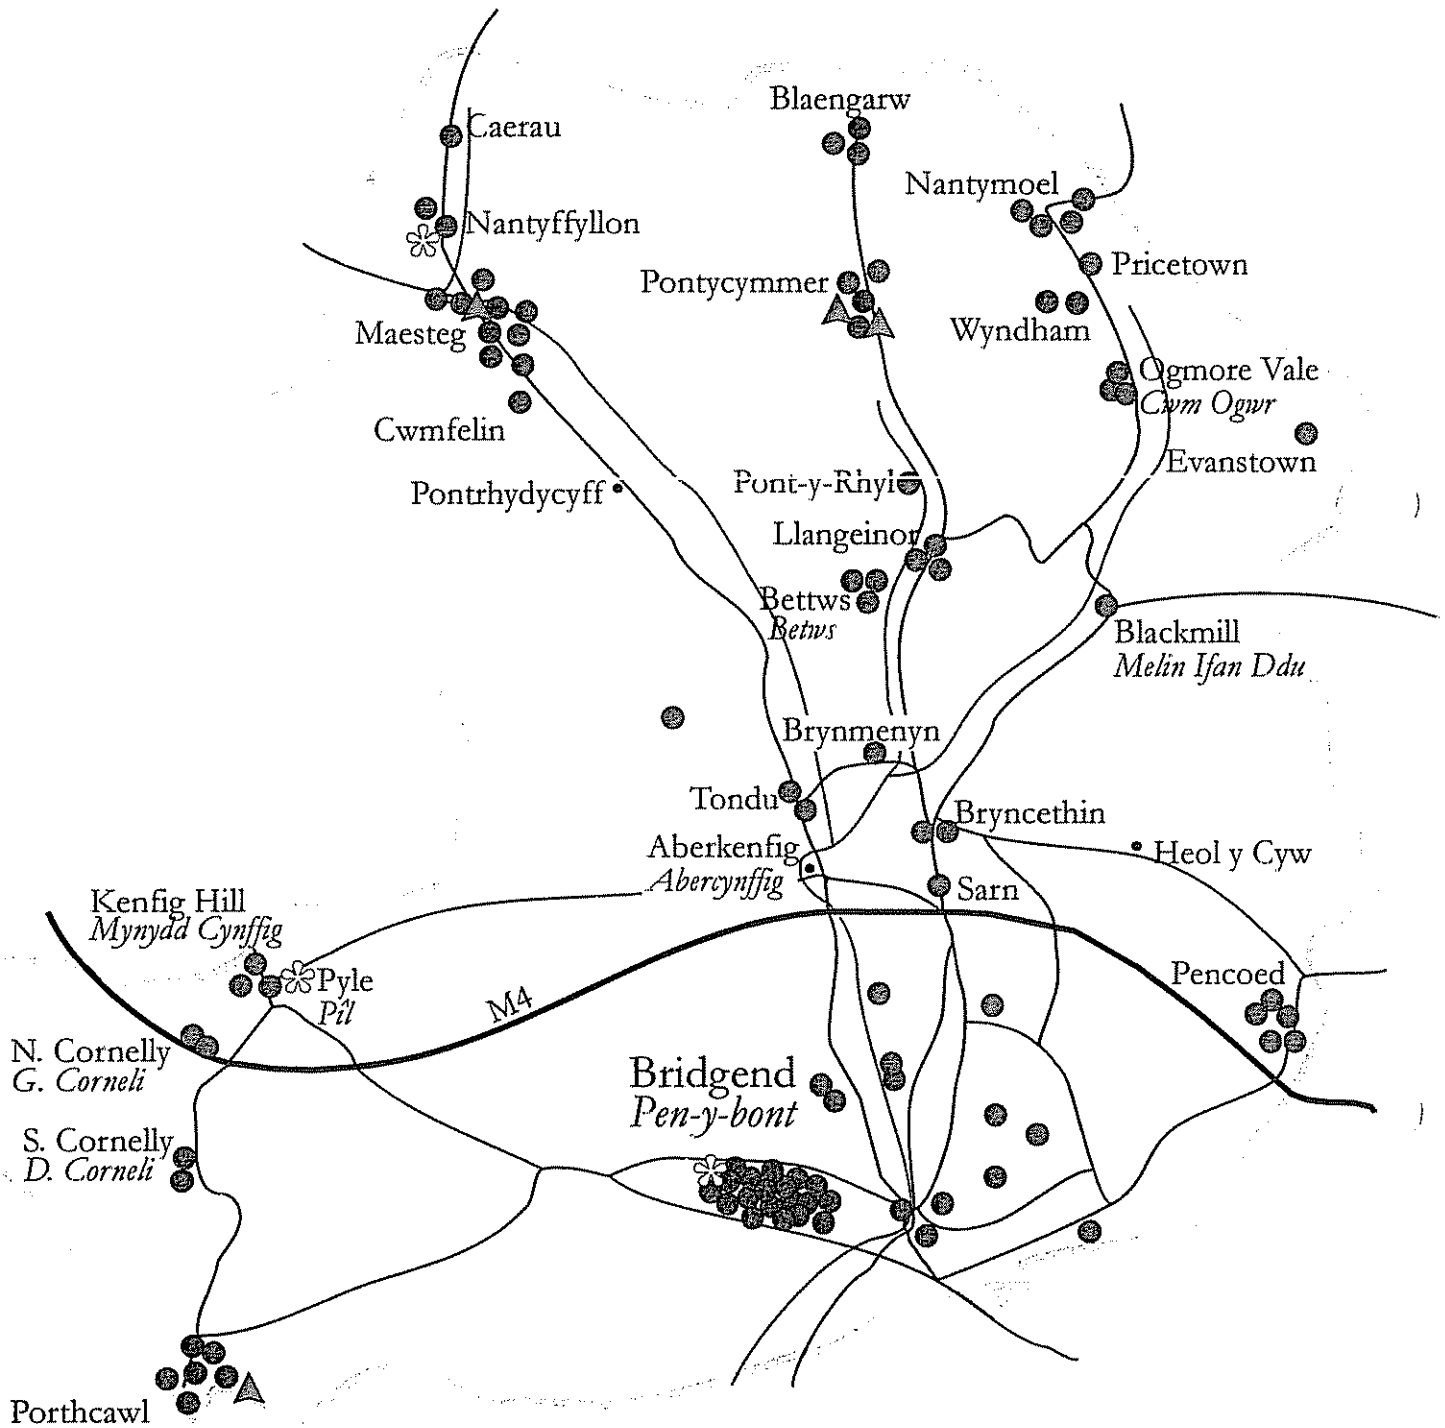 Blaengarw
Caerau
Nantymoel
Nantyffyllon
Pricetown
Pontycymmer
Wyndham
Maesteg
Ogmore Vale
Cwm Ogwr
Cwmfelin
Evanstown
Pontrhydycyff
Pont-y-Rhyl
Llangeinor
Bettws
Betws
Blackmill
Melin Ifan Ddu
Brynmenyn
Tondu
Bryncethin
Aberkenfig
Abercynffig
Heol y Cyw
Sarn
Kenfig Hill
Mynydd Cynffig
Pyle
Pîl
Pencoed
M4
N. Cornelly
G. Corneli
Bridgend
Pen-y-bont
S. Cornelly
D. Corneli
Porthcawl